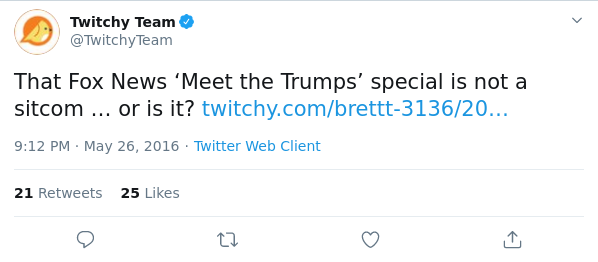 Twitchy Team
@TwitchyTeam
That Fox News ‘Meet the Trumps’ special is not a
sitcom … or is it? twitchy.com/brettt-3136/20…
9:12 PM · May 26, 2016 · Twitter Web Client
21 Retweets 25 Likes